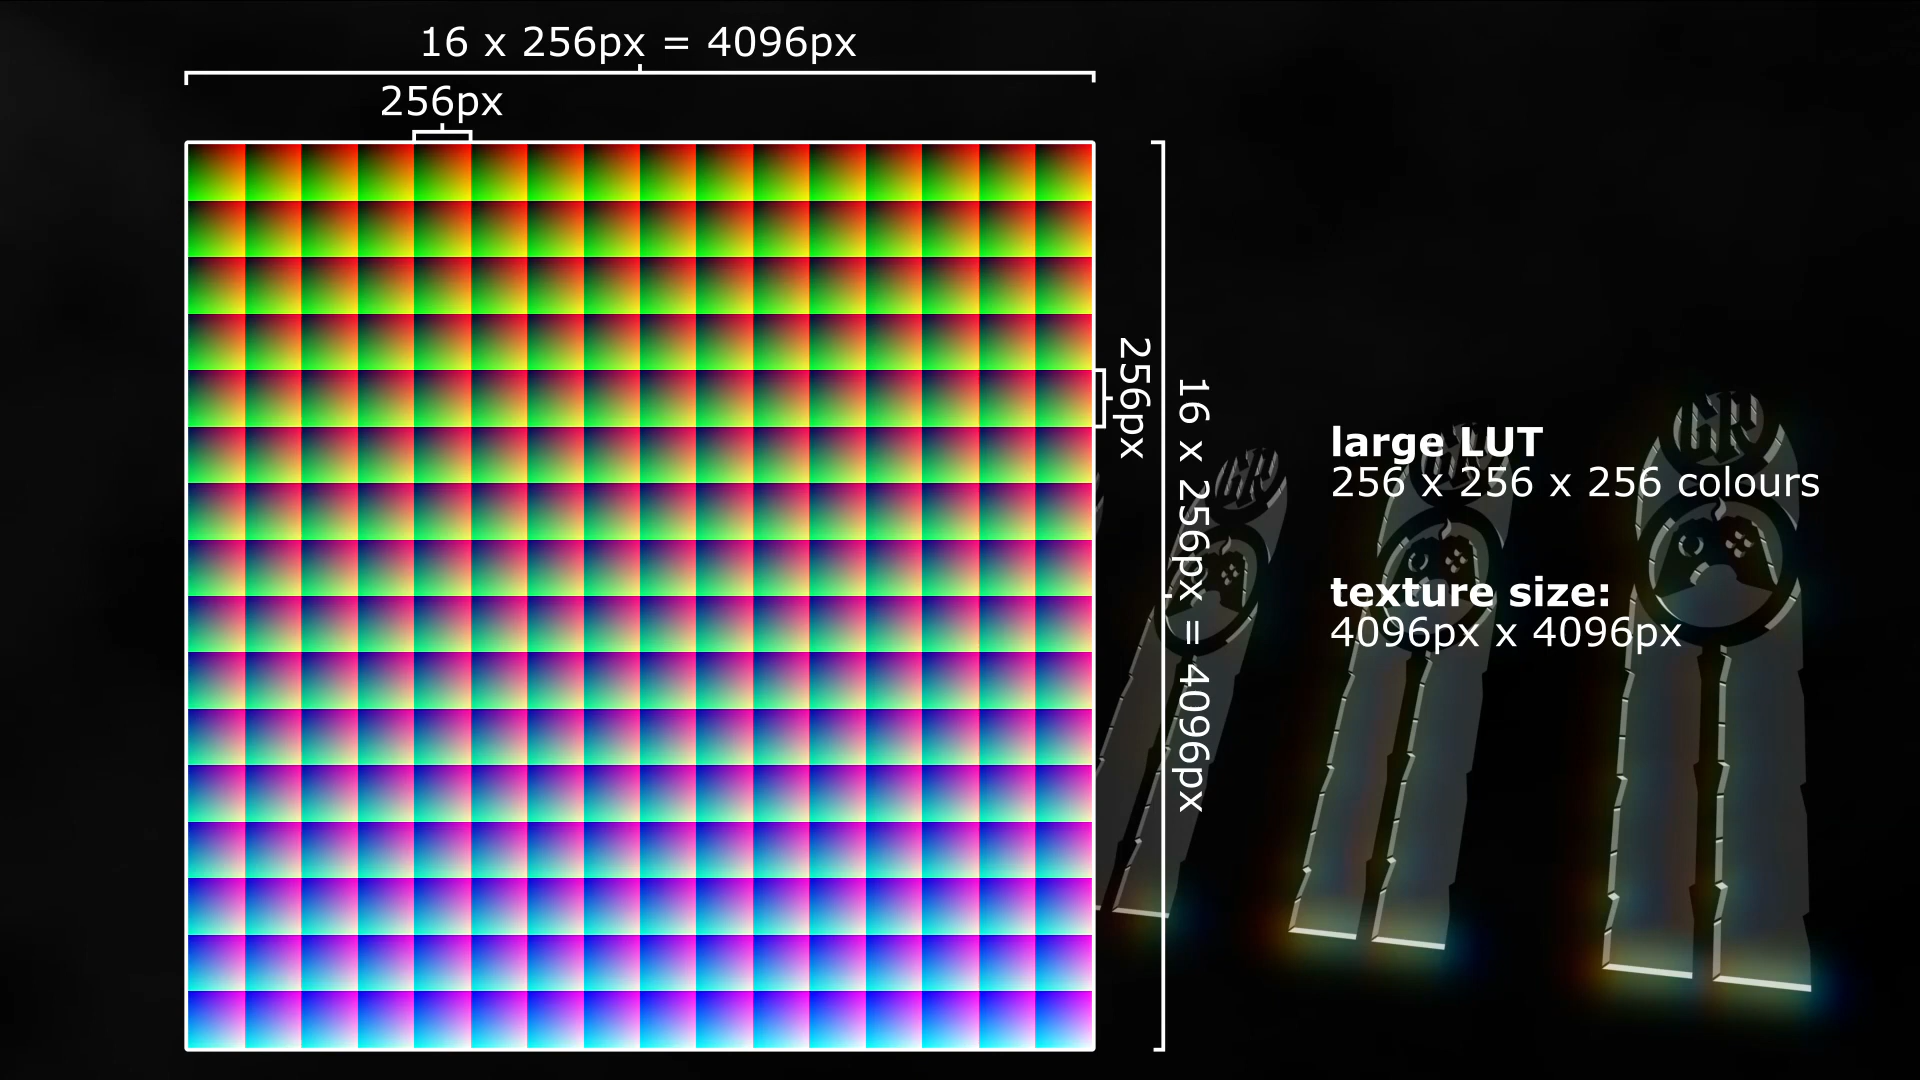 16 x 256px = 4096px
256px
256px
16 x 256px = 4096px
large LUT
256 x 256 x 256 colours
texture size:
4096px x 4096px